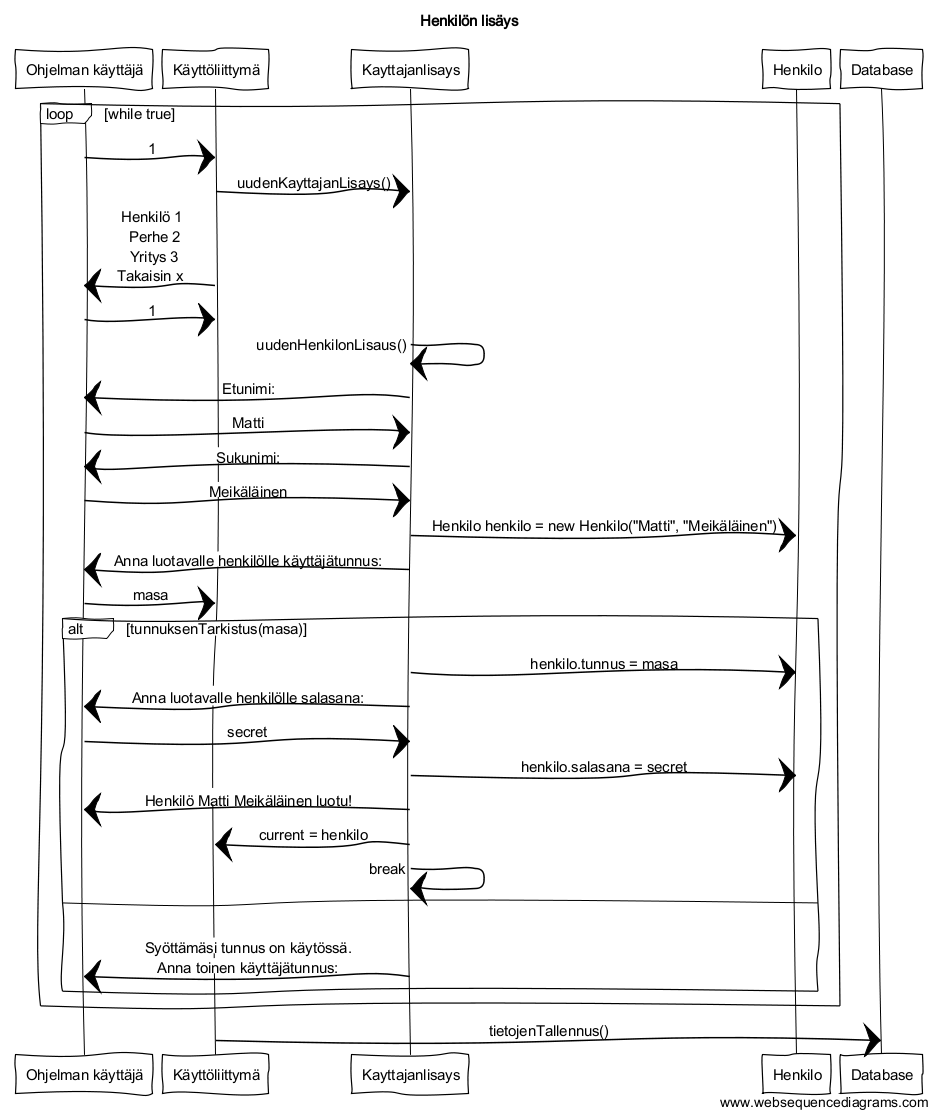 Henkilön lisäys
Ohjelman käyttäjä
Käyttöliittymä
Kayttajanlisays
Henkilo
Database
loop
[while true]
1
uudenKayttajanLisays()
Henkilö 1
Perhe 2
Yritys 3
Takaisin x
1
uudenHenkilonLisaus()
Etunimi:
Matti
Sukunimi:
Meikäläinen
Henkilo henkilo = new Henkilo("Matti", "Meikäläinen")
Anna luotavalle henkilölle käyttäjätunnus:
masa
alt
[tunnuksenTarkistus(masa)]
henkilo.tunnus = masa
Anna luotavalle henkilölle salasana:
secret
henkilo.salasana = secret
Henkilö Matti Meikäläinen luotu!
current = henkilo
break
Syöttämäsi tunnus on käytössä.
Anna toinen käyttäjätunnus:
tietojenTallennus()
Ohjelman käyttäjä
Käyttöliittymä
Kayttajanlisays
Henkilo
Database
www.websequencediagrams.com